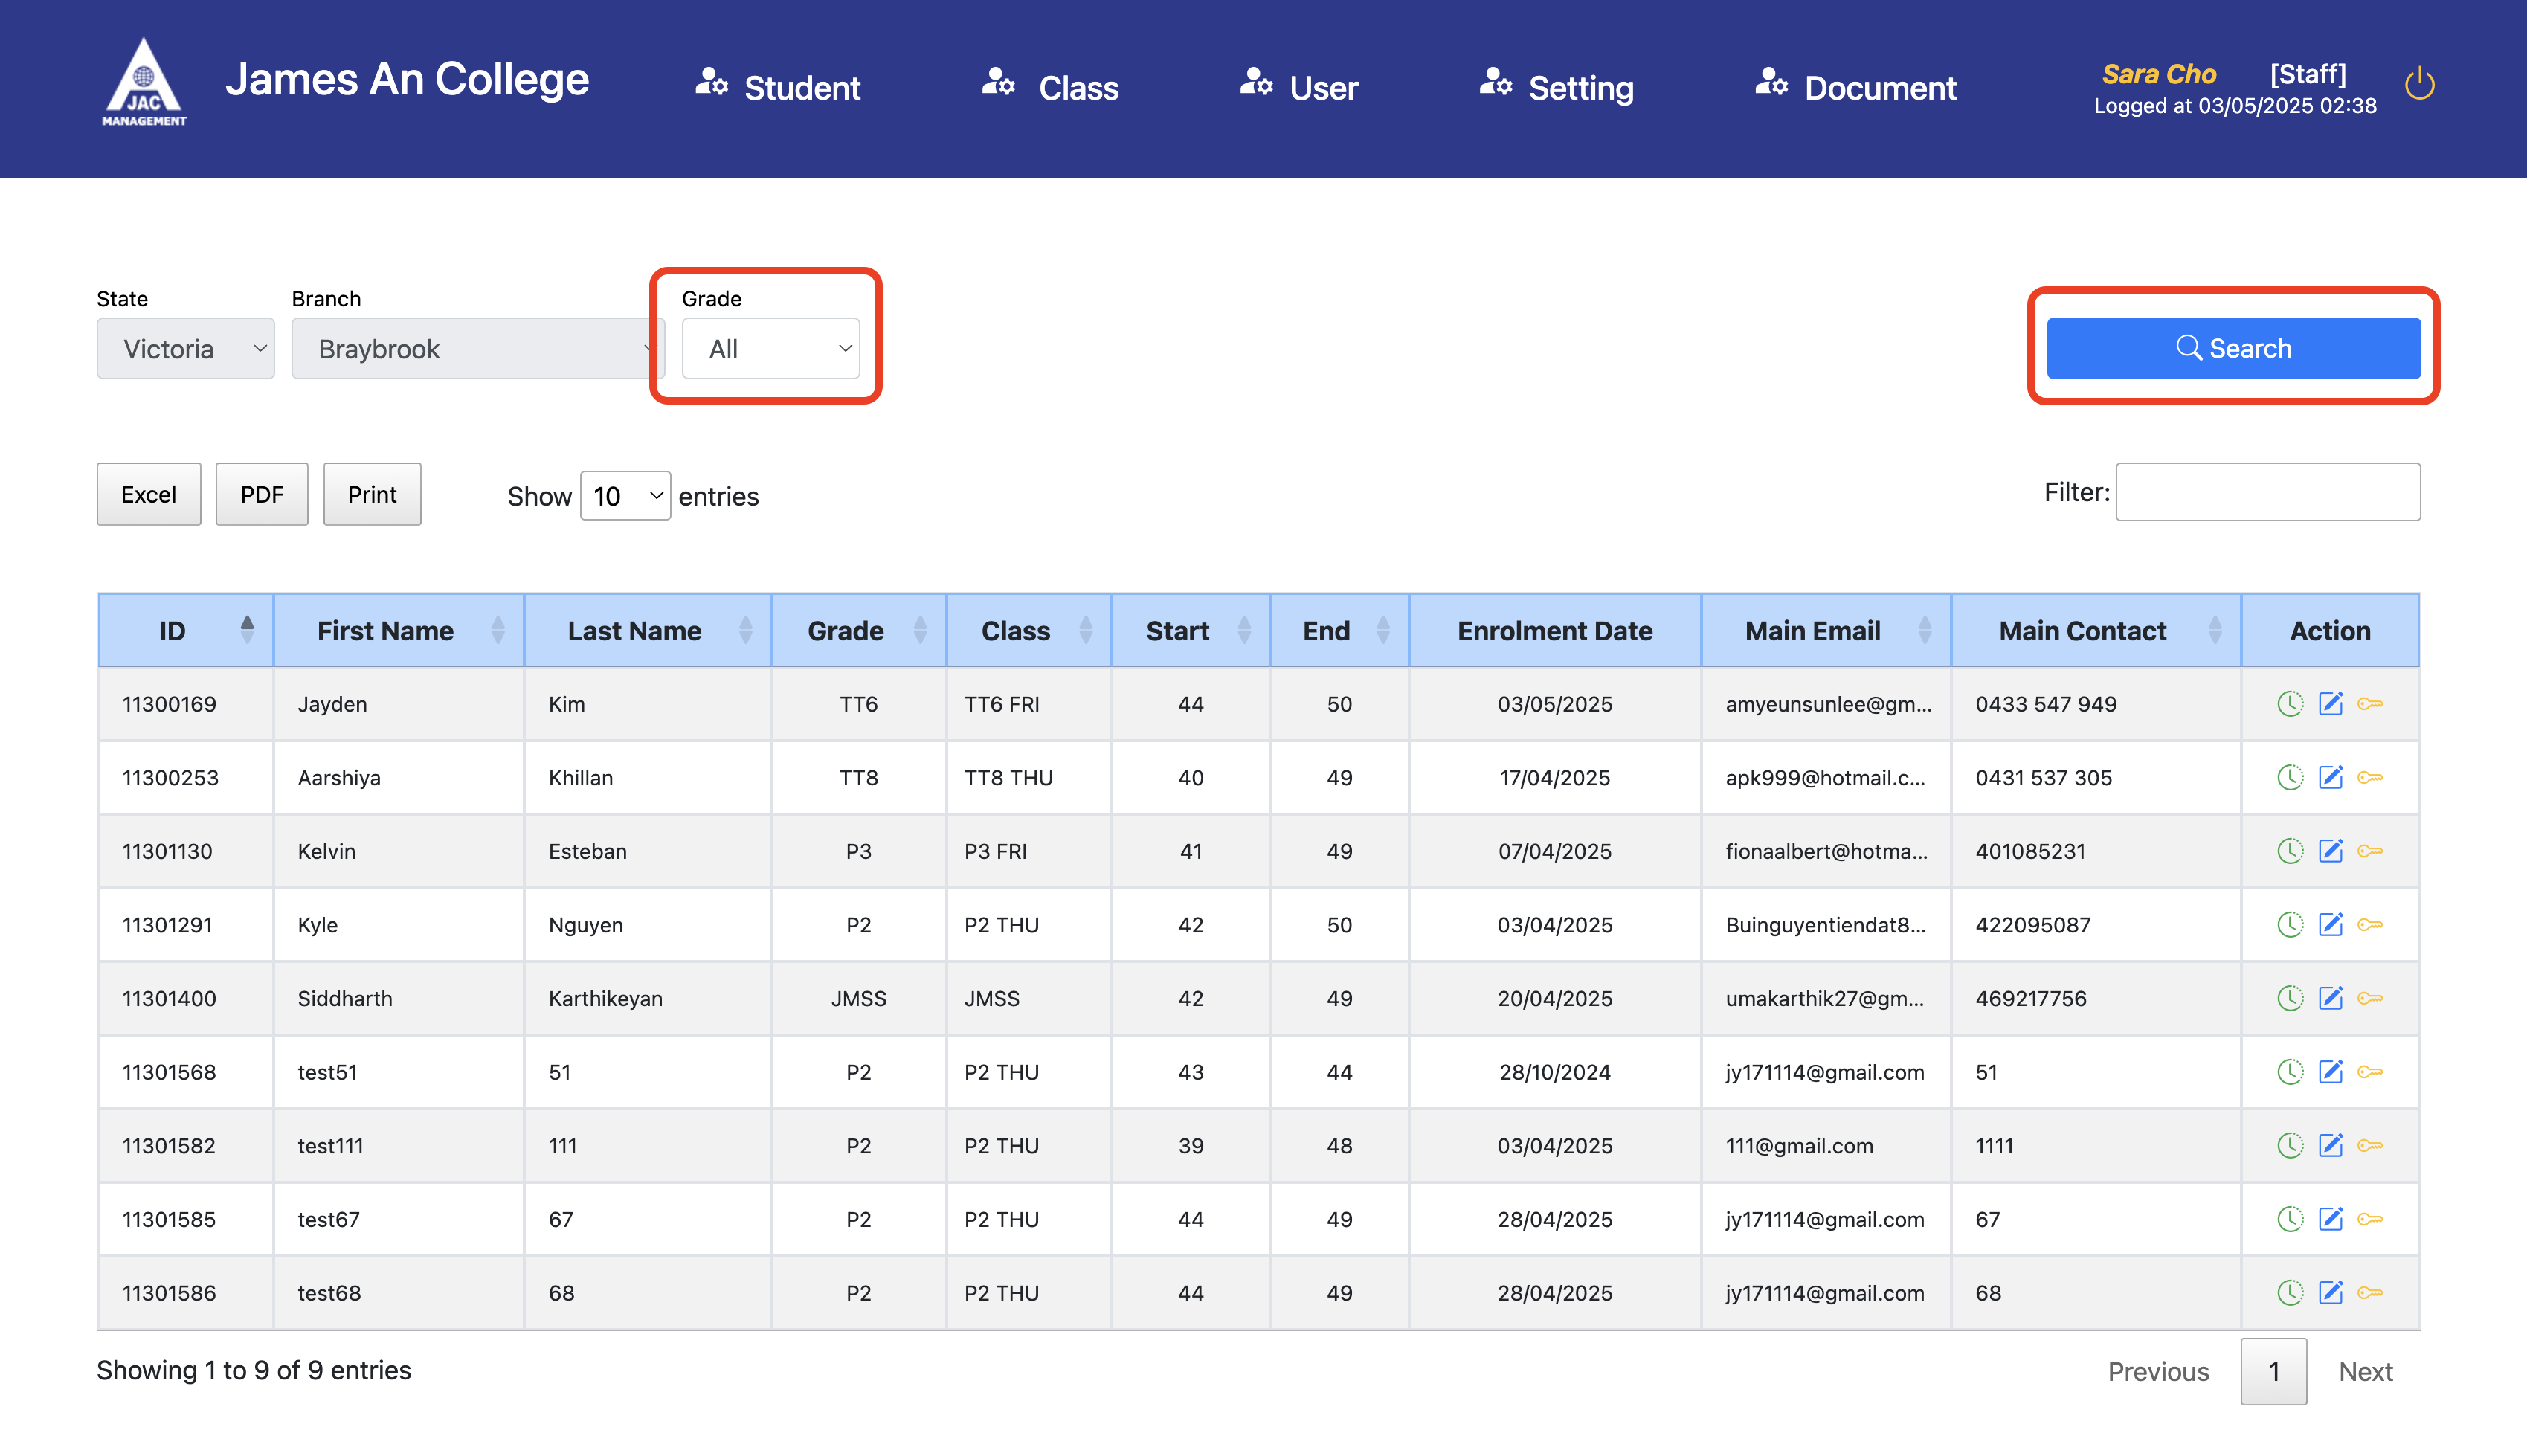 JAC
MANAGEMENT
James An College
Student
Class
User
Setting
Document
Sara Cho [Staff]
Logged at 03/05/2025 02:38
State Branch Grade
Victoria Braybrook All Search
Excel PDF Print Show 10 entries Filter:
ID First Name Last Name Grade Class Start End Enrolment Date Main Email Main Contact Action
11300169 Jayden Kim TT6 TT6 FRI 44 50 03/05/2025 amyeunsunlee@gm... 0433 547 949
11300253 Aarshiya Khillan TT8 TT8 THU 40 49 17/04/2025 apk999@hotmail.c... 0431 537 305
11301130 Kelvin Esteban P3 P3 FRI 41 49 07/04/2025 fionaalbert@hotma... 401085231
11301291 Kyle Nguyen P2 P2 THU 42 50 03/04/2025 Buinguyentiendat8... 422095087
11301400 Siddharth Karthikeyan JMSS JMSS 42 49 20/04/2025 umakarthik27@gm... 469217756
11301568 test51 51 P2 P2 THU 43 44 28/10/2024 jy171114@gmail.com 51
11301582 test111 111 P2 P2 THU 39 48 03/04/2025 111@gmail.com 1111
11301585 test67 67 P2 P2 THU 44 49 28/04/2025 jy171114@gmail.com 67
11301586 test68 68 P2 P2 THU 44 49 28/04/2025 jy171114@gmail.com 68
Showing 1 to 9 of 9 entries Previous 1 Next